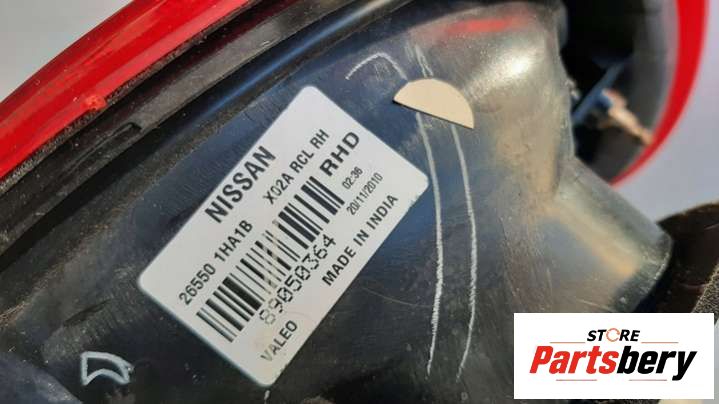 NISSAN
26550 1HA1B X02A RCL RH
RHD
89050364 02:36
VALEO MADE IN INDIA 20/11/2010
STORE
Partsbery